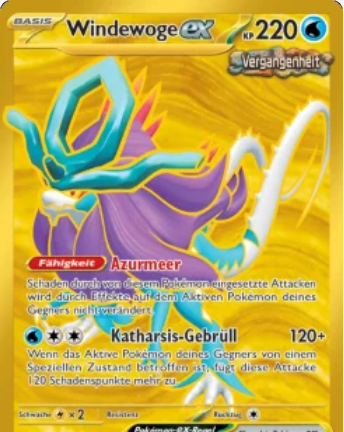 BASIS Windewoge ex KP 220
Vergangenheit
Fähigkeit Azurmeer
Schaden durch von diesem Pokémon eingesetzte Attacken
wird durch Effekte auf dem Aktiven Pokémon deines
Gegners nicht verändert.
Katharsis-Gebrüll 120+
Wenn das Aktive Pokémon deines Gegners von einem
Speziellen Zustand betroffen ist, fügt diese Attacke
120 Schadenspunkte mehr zu.
Schwäche x2 Resistenz Rückzug
Pokémon-ex-Regel